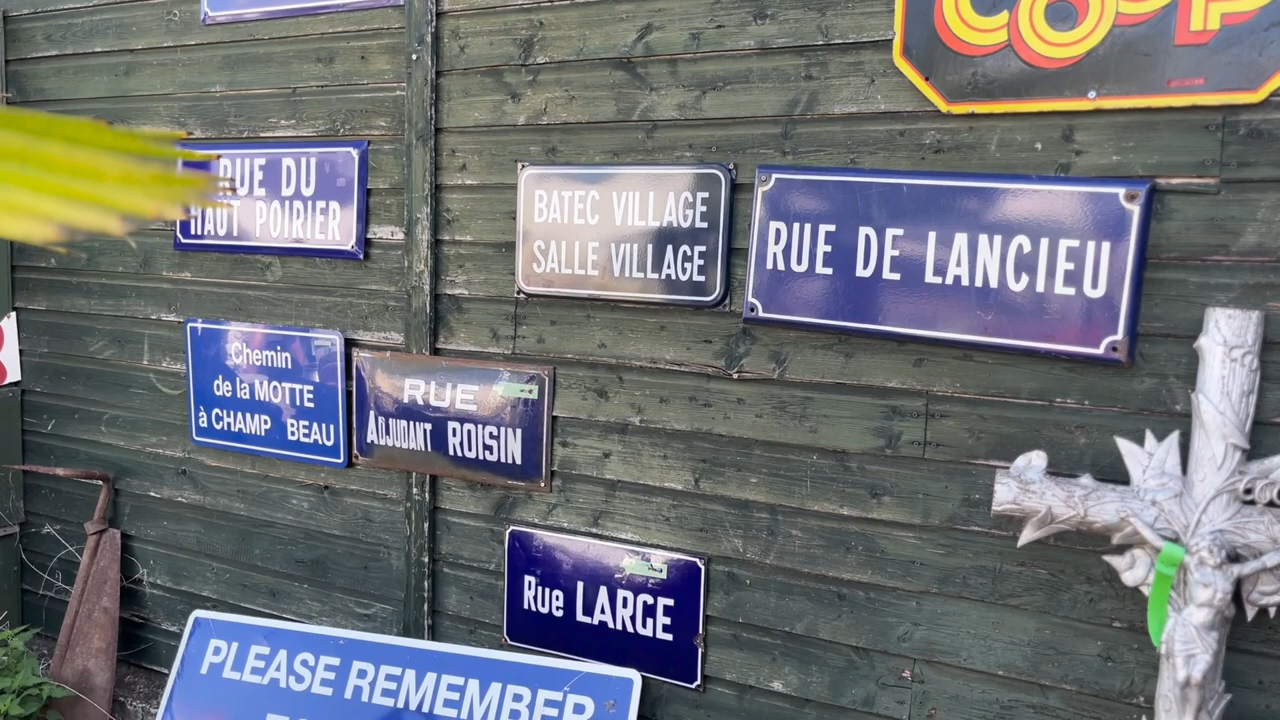 COOP
RUE DU
HAUT POIRIER
BATEC VILLAGE
SALLE VILLAGE
RUE DE LANCIEU
Chemin
de la MOTTE
à CHAMP BEAU
RUE
ADJUDANT ROISIN
Rue LARGE
PLEASE REMEMBER